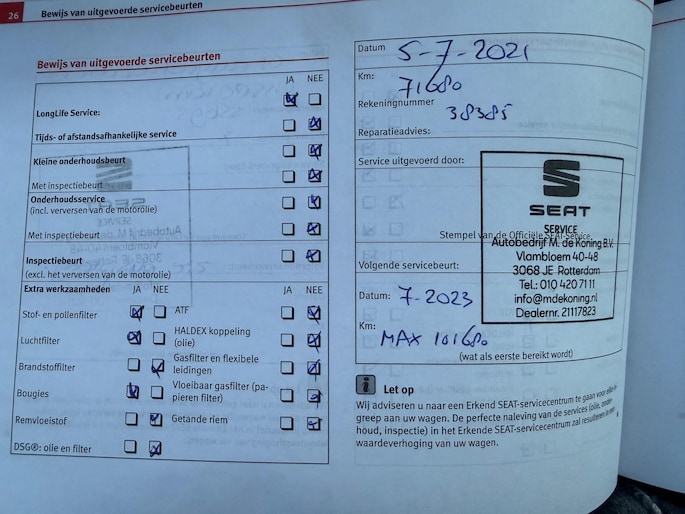 26 Bewijs van uitgevoerde servicebeurten
Bewijs van uitgevoerde servicebeurten
JA NEE
LongLife Service:
Tijds- of afstandsafhankelijke service
Kleine onderhoudsbeurt
Met inspectiebeurt
Onderhoudsservice
(incl. verversen van de motorolie)
Met inspectiebeurt
Inspectiebeurt
(excl. het verversen van de motorolie)
Extra werkzaamheden JA NEE JA NEE
Stof- en pollenfilter
ATF
Luchtfilter
HALDEX koppeling
(olie)
Brandstoffilter
Gasfilter en flexibele
leidingen
Bougies
Vloeibaar gasfilter (pa-
pieren filter)
Remvloeistof
Getande riem
DSG®: olie en filter
Datum 5-7-2021
Km: 71680
Rekeningnummer 38385
Reparatieadvies:
Service uitgevoerd door:
SEAT
SERVICE
Stempel van de Officiële SEAT-Service
Autobedrijf M. de Koning B.V.
Vlambloem 40-48
3068 JE Rotterdam
Tel.: 010 420 71 11
info@mdekoning.nl
Dealernr. 21117823
Volgende servicebeurt:
Datum: 7-2023
Km: MAX 101680
(wat als eerste bereikt wordt)
i Let op
Wij adviseren u naar een Erkend SEAT-servicecentrum te gaan voor elke in-
greep aan uw wagen. De perfecte naleving van de services (olie, onder-
houd, inspectie) in het Erkende SEAT-servicecentrum zal resulteren in een
waardeverhoging van uw wagen.